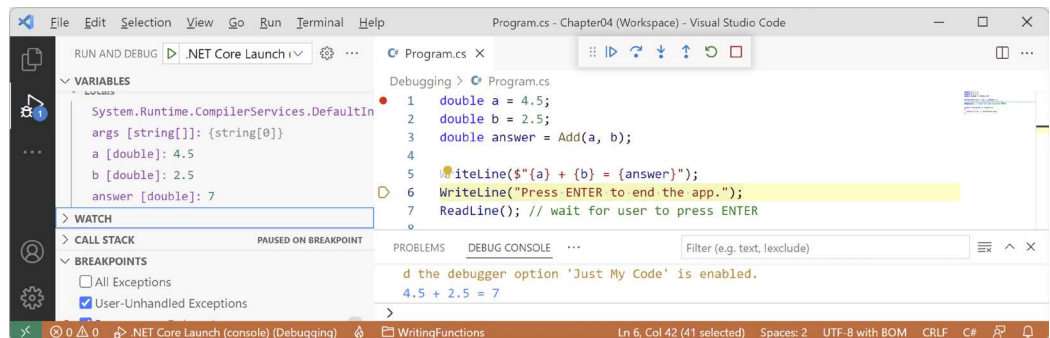 File Edit Selection View Go Run Terminal Help Program.cs - Chapter04 (Workspace) - Visual Studio Code
RUN AND DEBUG .NET Core Launch ( ...
VARIABLES
Locals
System.Runtime.CompilerServices.DefaultIn
args [string[]]: {string[0]}
a [double]: 4.5
b [double]: 2.5
answer [double]: 7
WATCH
CALL STACK PAUSED ON BREAKPOINT
BREAKPOINTS
All Exceptions
User-Unhandled Exceptions
1
Program.cs
Debugging > Program.cs
1 double a = 4.5;
2 double b = 2.5;
3 double answer = Add(a, b);
4
5 iteLine($"{a} + {b} = {answer}");
6 WriteLine("Press ENTER to end the app.");
7 ReadLine(); // wait for user to press ENTER
8
PROBLEMS DEBUG CONSOLE ... Filter (e.g. text, !exclude)
d the debugger option 'Just My Code' is enabled.
4.5 + 2.5 = 7
>
0 0 .NET Core Launch (console) (Debugging) WritingFunctions Ln 6, Col 42 (41 selected) Spaces: 2 UTF-8 with BOM CRLF C#